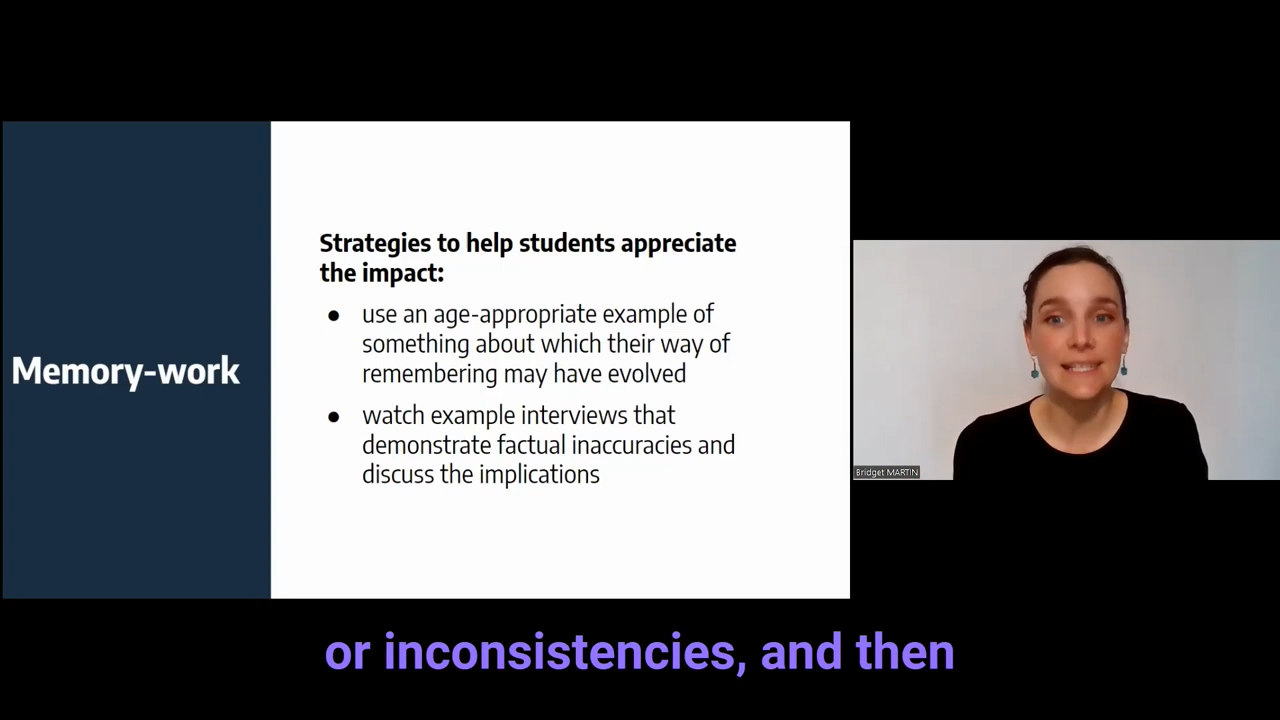 Memory-work
Strategies to help students appreciate
the impact:
● use an age-appropriate example of
something about which their way of
remembering may have evolved
● watch example interviews that
demonstrate factual inaccuracies and
discuss the implications
Bridget MARTIN
or inconsistencies, and then